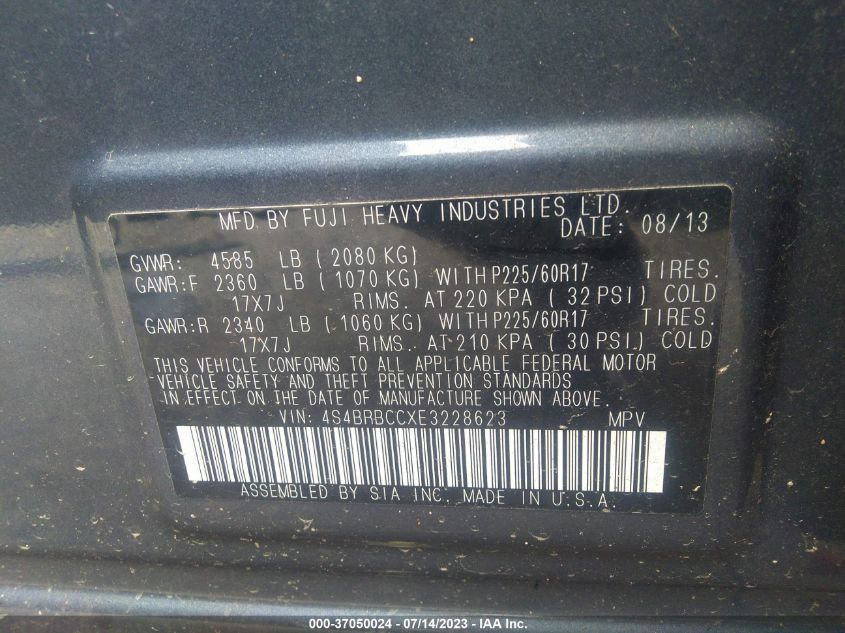 MFD BY FUJI HEAVY INDUSTRIES LTD.
DATE: 08/13
GVWR: 4585 LB ( 2080 KG)
GAWR:F 2360 LB ( 1070 KG) WITH P225/60R17 TIRES.
17X7J RIMS. AT 220 KPA ( 32 PSI) COLD
GAWR:R 2340 LB ( 1060 KG) WITH P225/60R17 TIRES.
17X7J RIMS. AT 210 KPA ( 30 PSI.) COLD
THIS VEHICLE CONFORMS TO ALL APPLICABLE FEDERAL MOTOR
VEHICLE SAFETY AND THEFT PREVENTION STANDARDS
IN EFFECT ON THE DATE OF MANUFACTURE SHOWN ABOVE.
VIN: 4S4BRBCCXE3228623 MPV
ASSEMBLED BY SIA INC. MADE IN U.S.A.
000-37050024 - 07/14/2023 - IAA Inc.